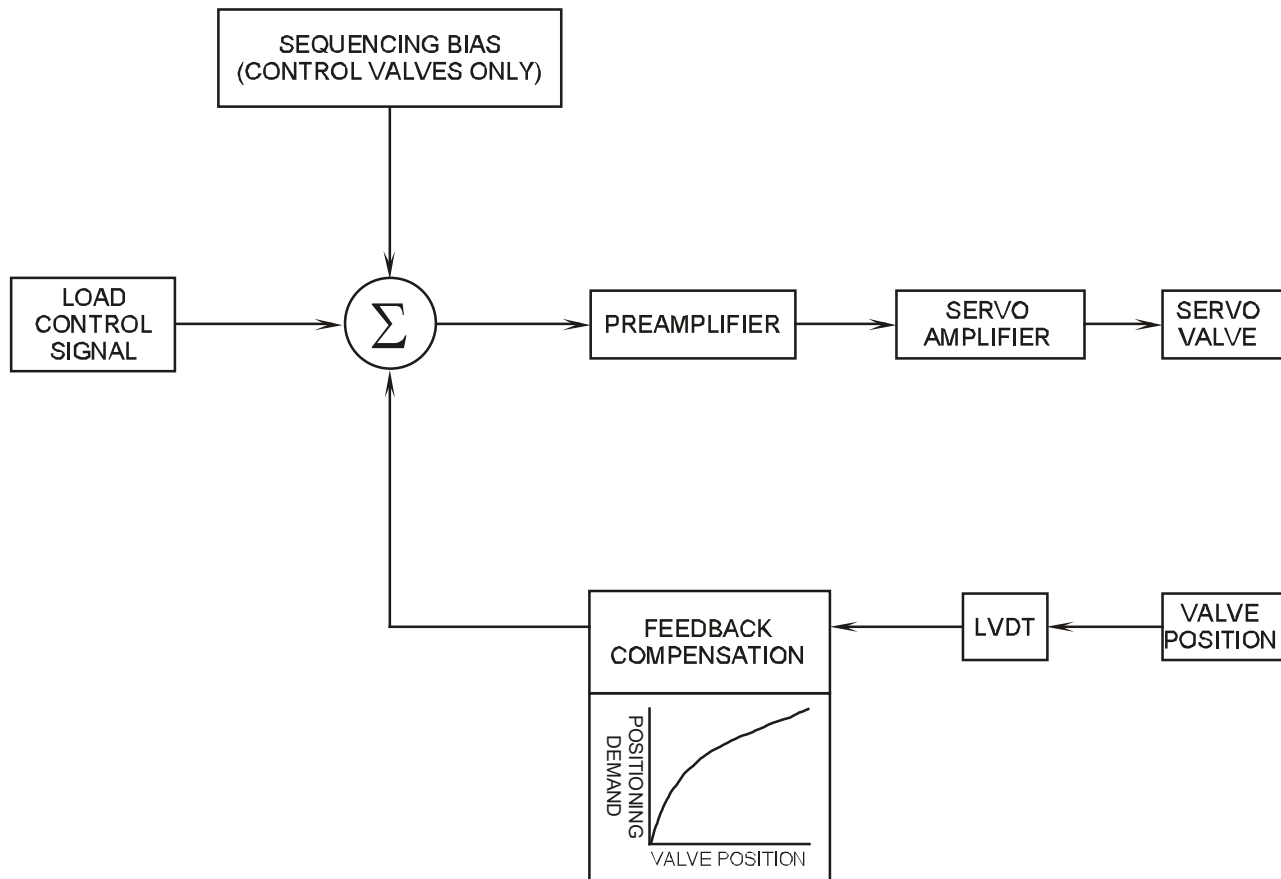 SEQUENCING BIAS
(CONTROL VALVES ONLY)
LOAD
CONTROL
SIGNAL
Σ
PREAMPLIFIER
SERVO
AMPLIFIER
SERVO
VALVE
FEEDBACK
COMPENSATION
LVDT
VALVE
POSITION
POSITIONING
DEMAND
VALVE POSITION